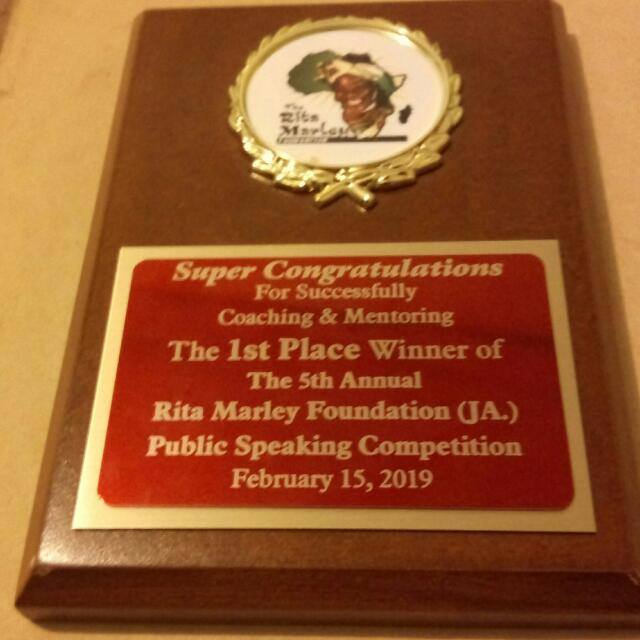 The
Rita
Marley
FOUNDATION
Super Congratulations
For Successfully
Coaching & Mentoring
The 1st Place Winner of
The 5th Annual
Rita Marley Foundation (JA.)
Public Speaking Competition
February 15, 2019